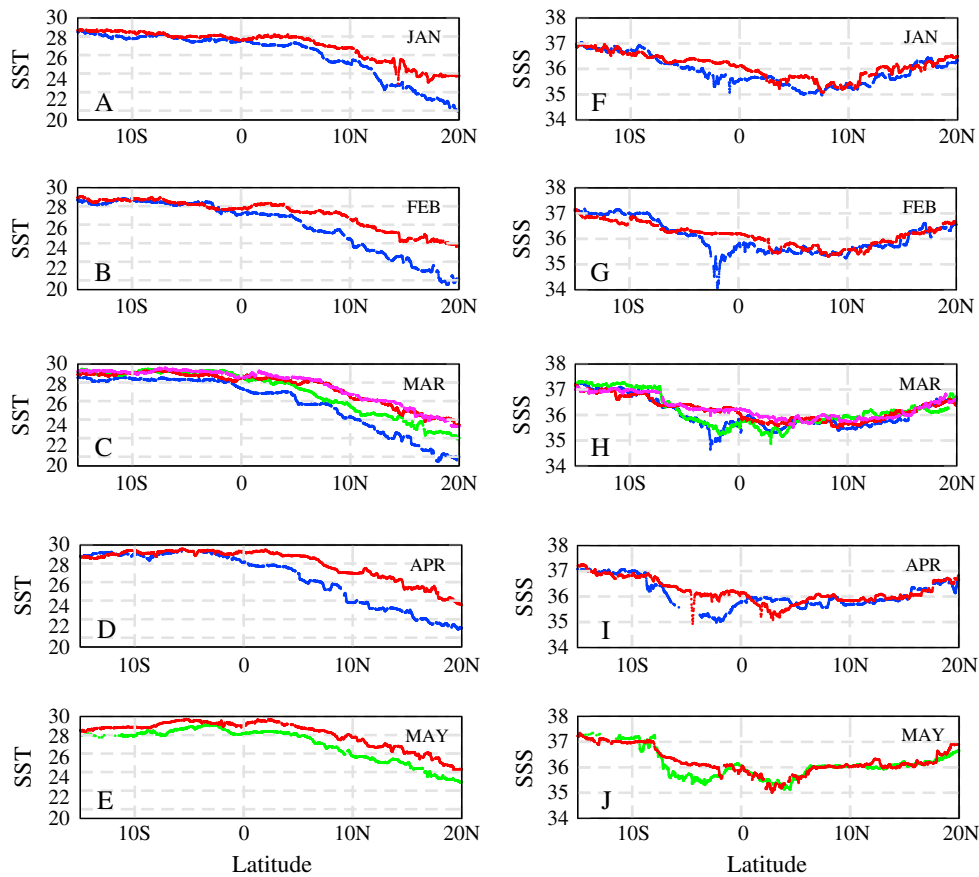 30
28
26
24
22
20
SST
A
JAN
10S
0
10N
20N
38
37
36
35
34
SSS
F
JAN
10S
0
10N
20N
30
28
26
24
22
20
SST
B
FEB
10S
0
10N
20N
38
37
36
35
34
SSS
G
FEB
10S
0
10N
20N
30
28
26
24
22
20
SST
C
MAR
10S
0
10N
20N
38
37
36
35
34
SSS
H
MAR
10S
0
10N
20N
30
28
26
24
22
20
SST
D
APR
10S
0
10N
20N
38
37
36
35
34
SSS
I
APR
10S
0
10N
20N
30
28
26
24
22
20
SST
E
MAY
10S
0
10N
20N
Latitude
38
37
36
35
34
SSS
J
MAY
10S
0
10N
20N
Latitude